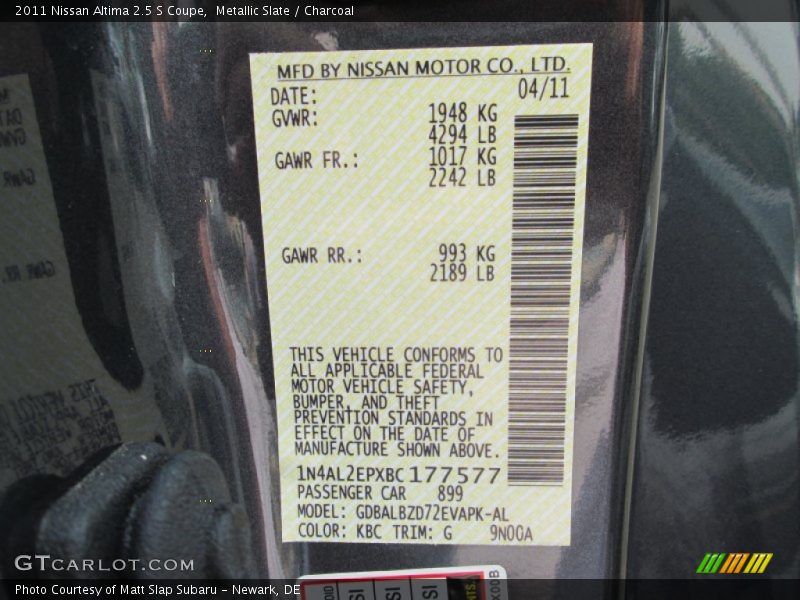 2011 Nissan Altima 2.5 S Coupe, Metallic Slate / Charcoal
MFD BY NISSAN MOTOR CO., LTD.
DATE: 04/11
GVWR: 1948 KG
4294 LB
GAWR FR.: 1017 KG
2242 LB
GAWR RR.: 993 KG
2189 LB
THIS VEHICLE CONFORMS TO
ALL APPLICABLE FEDERAL
MOTOR VEHICLE SAFETY,
BUMPER, AND THEFT
PREVENTION STANDARDS IN
EFFECT ON THE DATE OF
MANUFACTURE SHOWN ABOVE.
1N4AL2EPXBC177577
PASSENGER CAR 899
MODEL: GDBALBZD72EVAPK-AL
COLOR: KBC TRIM: G 9N00A
GTCARLOT.COM
Photo Courtesy of Matt Slap Subaru - Newark, DE